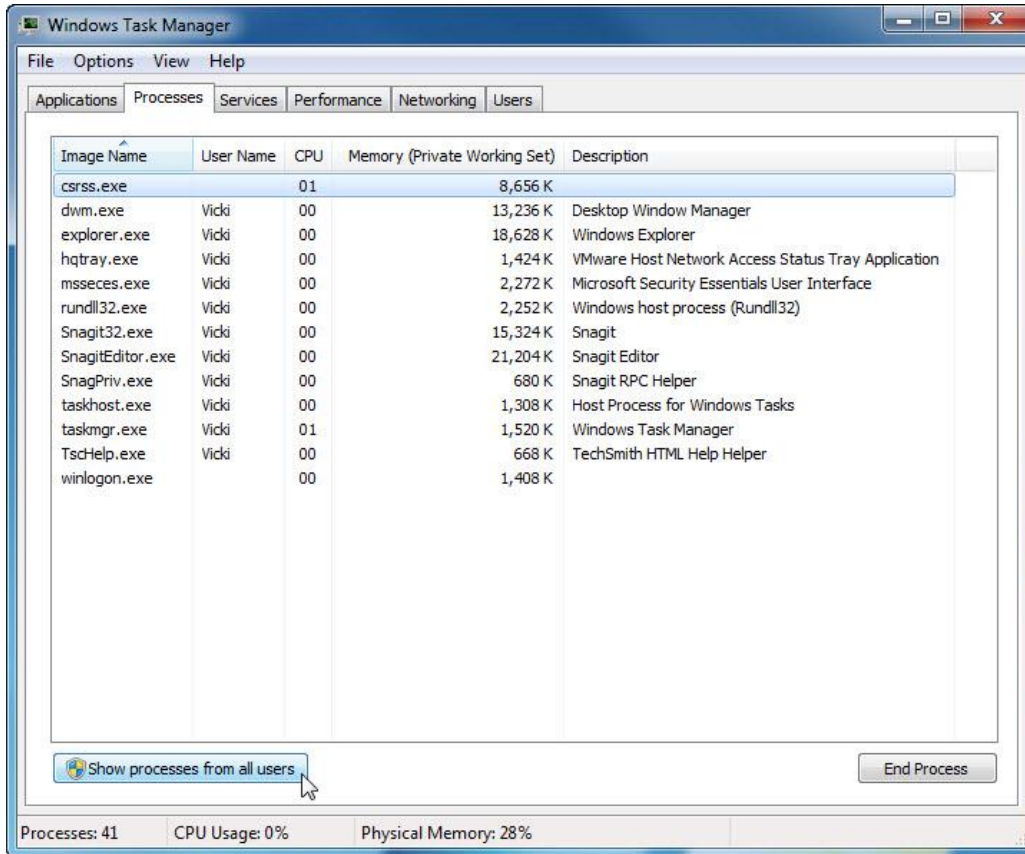 Windows Task Manager
File Options View Help
Applications Processes Services Performance Networking Users
Image Name User Name CPU Memory (Private Working Set) Description
csrss.exe 01 8,656 K
dwm.exe Vicki 00 13,236 K Desktop Window Manager
explorer.exe Vicki 00 18,628 K Windows Explorer
hqtray.exe Vicki 00 1,424 K VMware Host Network Access Status Tray Application
msseces.exe Vicki 00 2,272 K Microsoft Security Essentials User Interface
rundll32.exe Vicki 00 2,252 K Windows host process (Rundll32)
Snagit32.exe Vicki 00 15,324 K Snagit
SnagitEditor.exe Vicki 00 21,204 K Snagit Editor
SnagPriv.exe Vicki 00 680 K Snagit RPC Helper
taskhost.exe Vicki 00 1,308 K Host Process for Windows Tasks
taskmgr.exe Vicki 01 1,520 K Windows Task Manager
TscHelp.exe Vicki 00 668 K TechSmith HTML Help Helper
winlogon.exe 00 1,408 K
Show processes from all users End Process
Processes: 41 CPU Usage: 0% Physical Memory: 28%